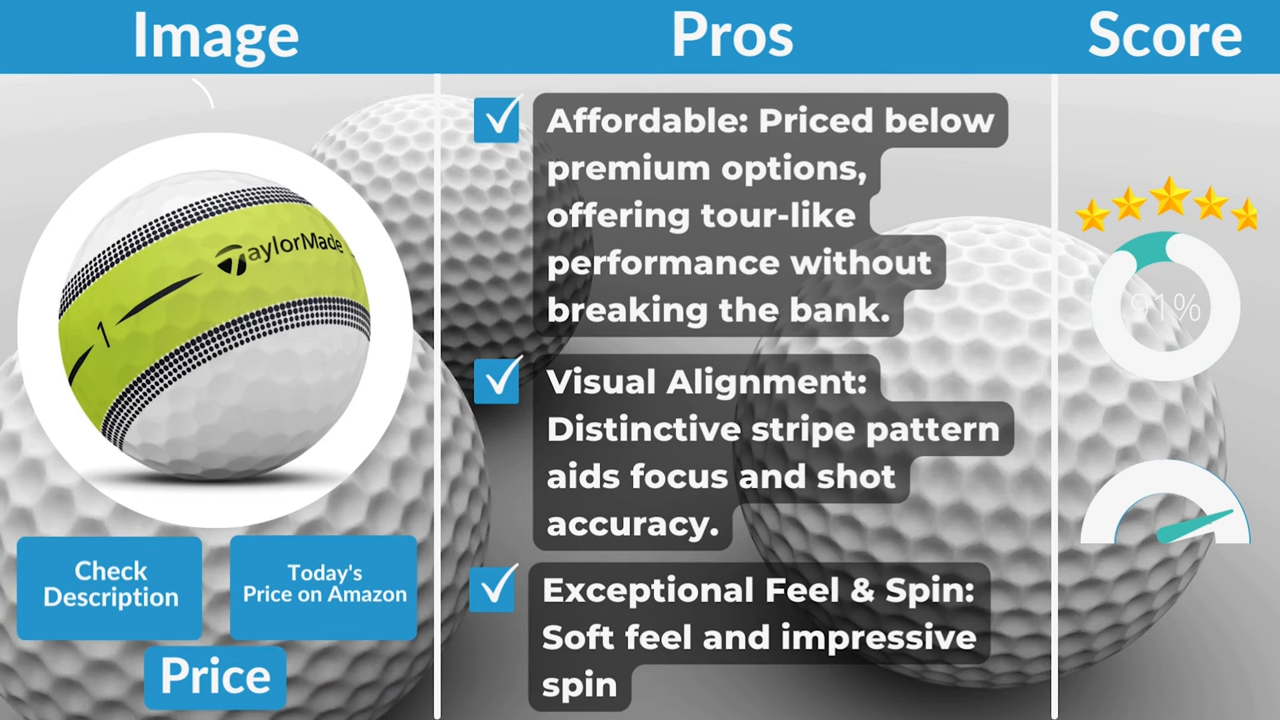 Image
Pros
Score
TaylorMade
1
Affordable: Priced below
premium options,
offering tour-like
performance without
breaking the bank.
Visual Alignment:
Distinctive stripe pattern
aids focus and shot
accuracy.
Exceptional Feel & Spin:
Soft feel and impressive
spin
91%
Check
Description
Today's
Price on Amazon
Price